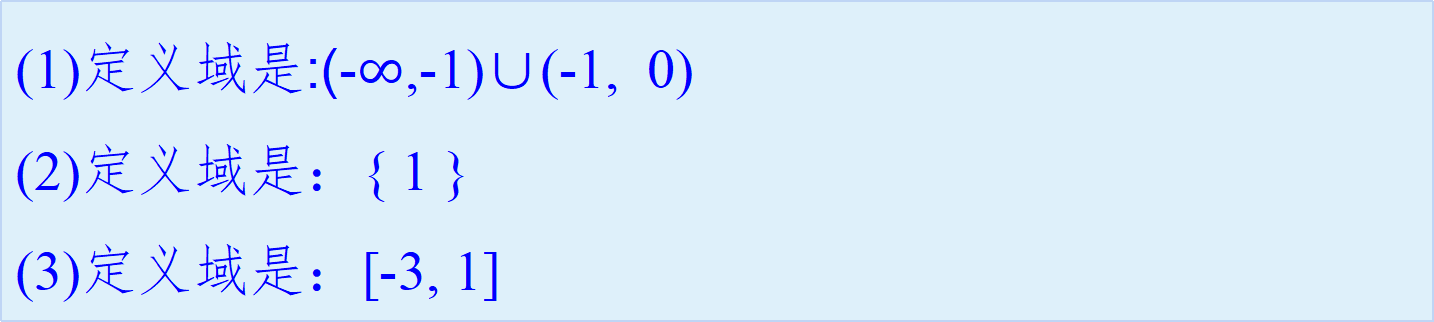 (1)定义域是:(-∞,-1)∪(-1, 0)
(2)定义域是：{ 1 }
(3)定义域是：[-3, 1]